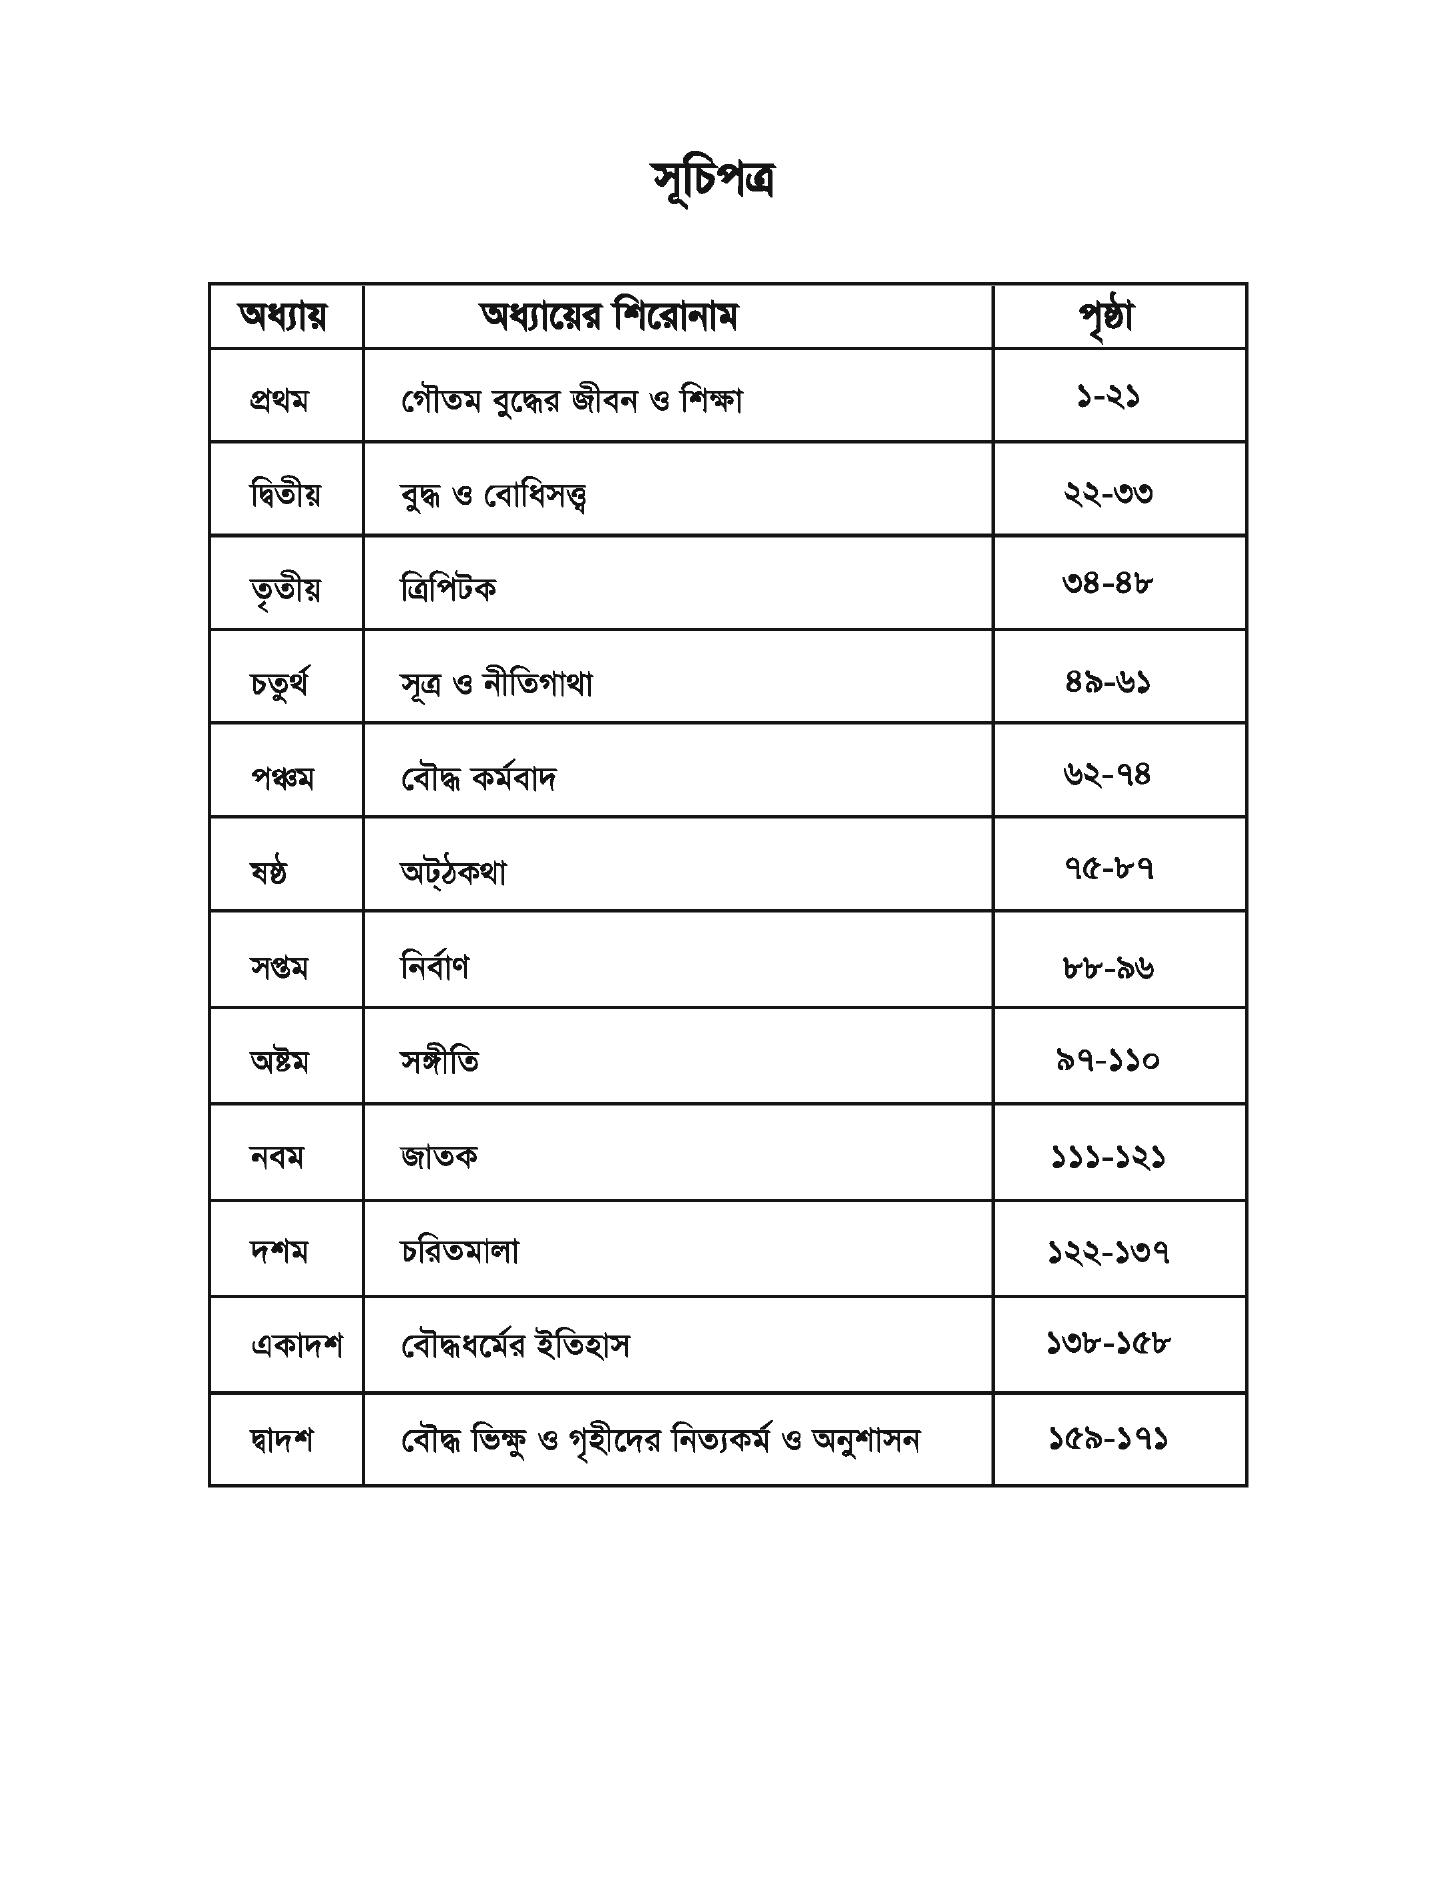 সূচিপত্র
অধ্যায় অধ্যায়ের শিরোনাম পৃষ্ঠা
প্রথম গৌতম বুদ্ধের জীবন ও শিক্ষা ১-২১
দ্বিতীয় বুদ্ধ ও বোধিসত্ত্ব ২২-৩৩
তৃতীয় ত্রিপিটক ৩৪-৪৮
চতুর্থ সূত্র ও নীতিগাথা ৪৯-৬১
পঞ্চম বৌদ্ধ কর্মবাদ ৬২-৭৪
ষষ্ঠ অট্‌ঠকথা ৭৫-৮৭
সপ্তম নির্বাণ ৮৮-৯৬
অষ্টম সঙ্গীতি ৯৭-১১০
নবম জাতক ১১১-১২১
দশম চরিতমালা ১২২-১৩৭
একাদশ বৌদ্ধধর্মের ইতিহাস ১৩৮-১৫৮
দ্বাদশ বৌদ্ধ ভিক্ষু ও গৃহীদের নিত্যকর্ম ও অনুশাসন ১৫৯-১৭১